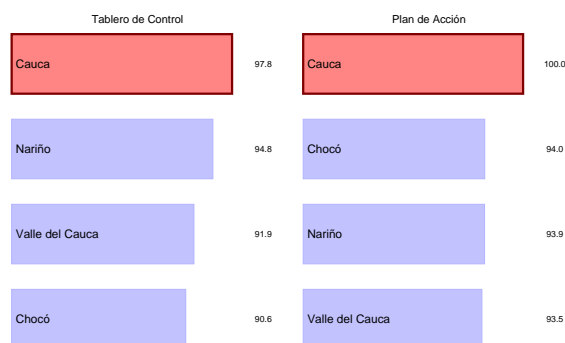 Tablero de Control
Cauca 97.8
Nariño 94.8
Valle del Cauca 91.9
Chocó 90.6
Plan de Acción
Cauca 100.0
Chocó 94.0
Nariño 93.9
Valle del Cauca 93.5